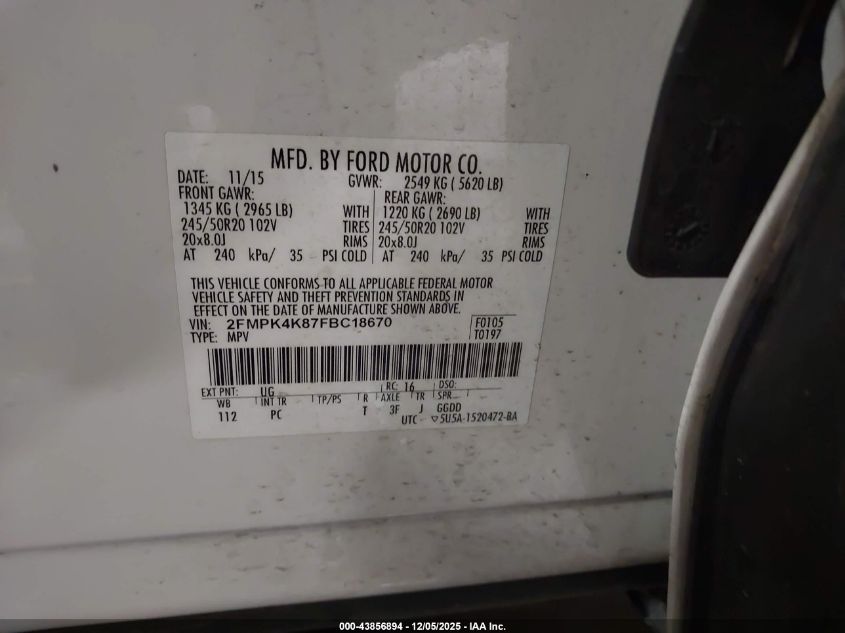 MFD. BY FORD MOTOR CO.
DATE: 11/15 GVWR: 2549 KG ( 5620 LB)
FRONT GAWR: REAR GAWR:
1345 KG ( 2965 LB) WITH 1220 KG ( 2690 LB) WITH
245/50R20 102V TIRES 245/50R20 102V TIRES
20x8.0J RIMS 20x8.0J RIMS
AT 240 kPa/ 35 PSI COLD AT 240 kPa/ 35 PSI COLD
THIS VEHICLE CONFORMS TO ALL APPLICABLE FEDERAL MOTOR
VEHICLE SAFETY AND THEFT PREVENTION STANDARDS IN
EFFECT ON THE DATE OF MANUFACTURE SHOWN ABOVE.
VIN: 2FMPK4K87FBC18670 F0105
TYPE: MPV T0197
EXT PNT: UG RC: 16 DSO:
WB INT TR TP/PS R AXLE TR SPR
112 PC T 3F J GGDD
UTC ▽5U5A-1520472-BA
000-43856894 - 12/05/2025 - IAA Inc.